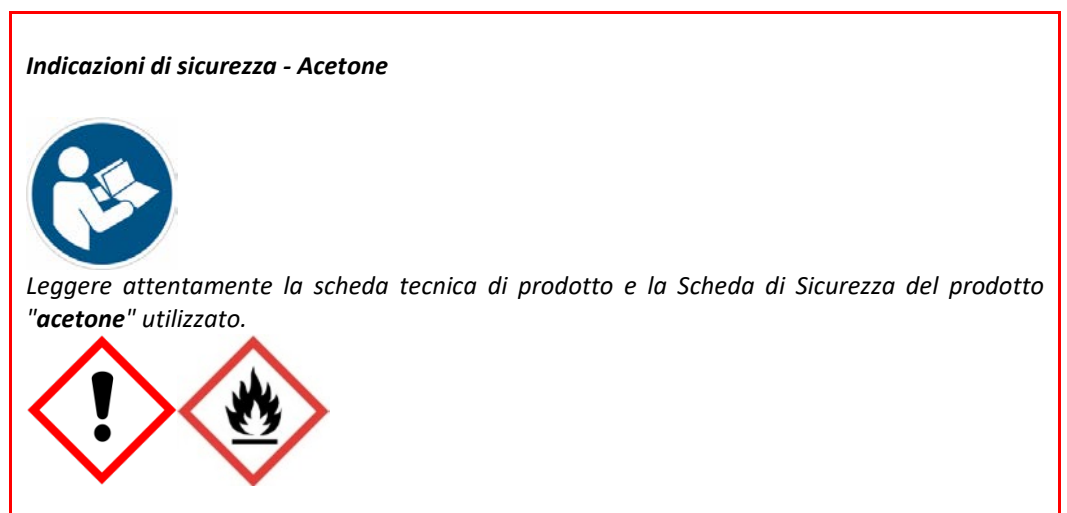 Indicazioni di sicurezza - Acetone
Leggere attentamente la scheda tecnica di prodotto e la Scheda di Sicurezza del prodotto
"acetone" utilizzato.